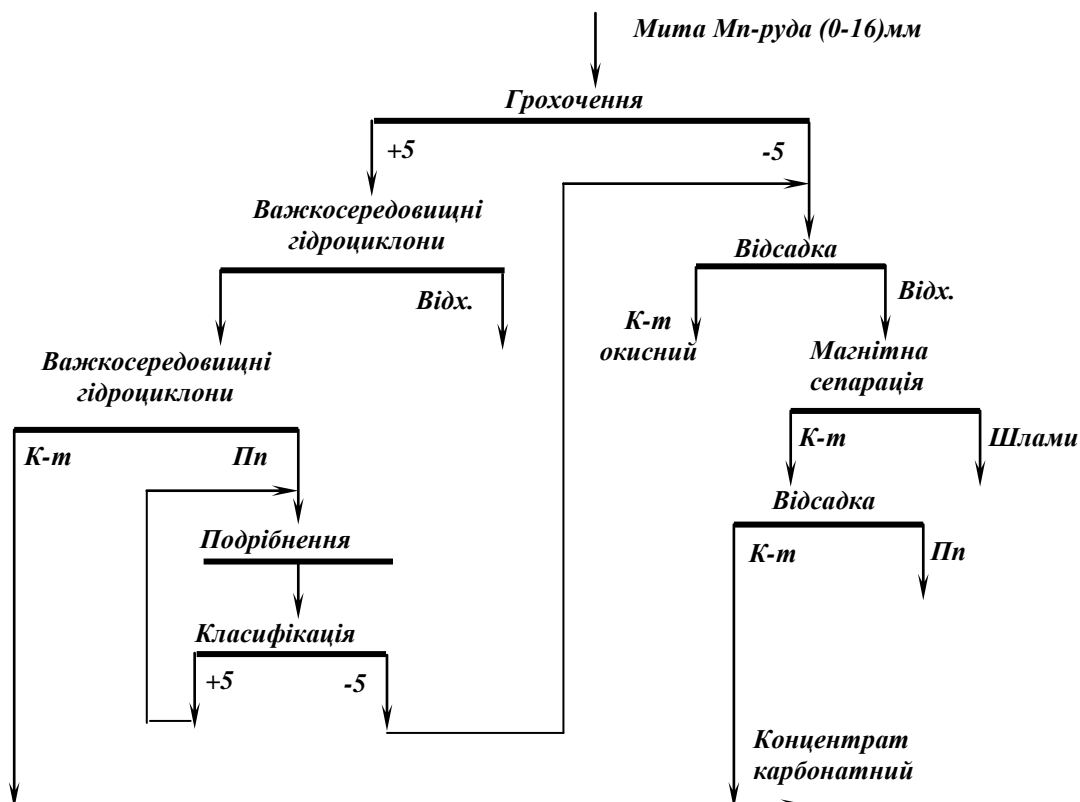 Мита Мп-руда (0-16)мм
Грохочення
+5
-5
Важкосередовищні
гідроциклони
Відсадка
Відх.
Відх.
К-т
окисний
Важкосередовищні
гідроциклони
Магнітна
сепарація
К-т
Пп
К-т
Шлами
Відсадка
Подрібнення
К-т
Пп
Класифікація
+5
-5
Концентрат
карбонатний